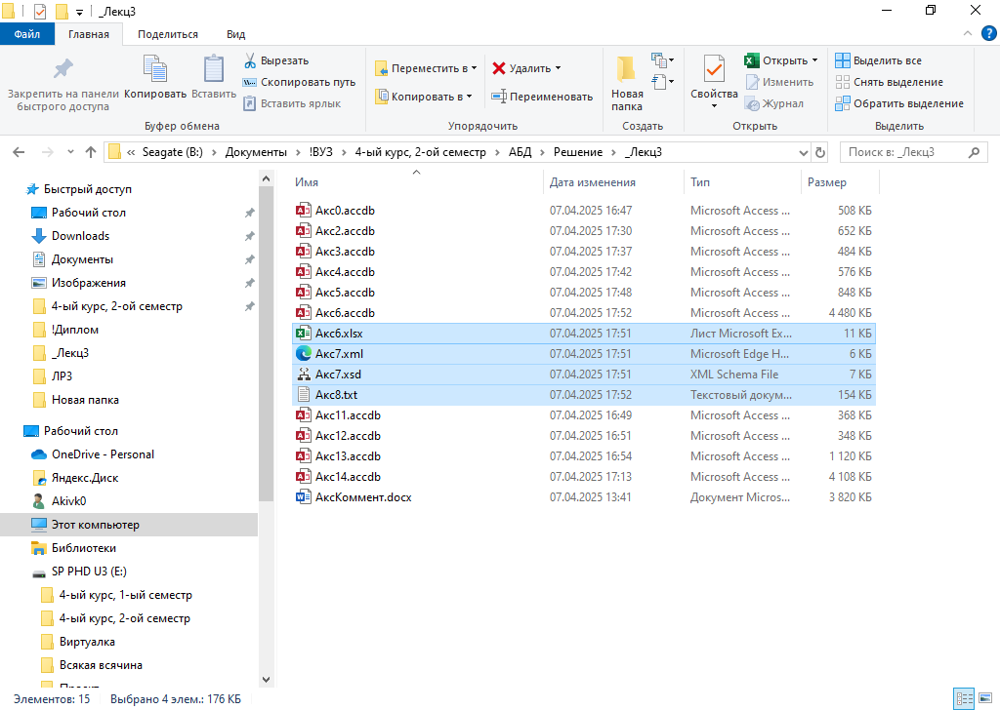 _Лекц3
Файл
Главная
Поделиться
Вид
Закрепить на панели быстрого доступа
Копировать
Вставить
Вырезать
Скопировать путь
Вставить ярлык
Буфер обмена
Переместить в
Копировать в
Удалить
Переименовать
Упорядочить
Новая папка
Создать
Свойства
Открыть
Изменить
Журнал
Открыть
Выделить все
Снять выделение
Обратить выделение
Выделить
« Seagate (B:) › Документы › !ВУЗ › 4-ый курс, 2-ой семестр › АБД › Решение › _Лекц3
Поиск в: _Лекц3
Быстрый доступ
Рабочий стол
Downloads
Документы
Изображения
4-ый курс, 2-ой семестр
!Диплом
_Лекц3
ЛР3
Новая папка
Рабочий стол
OneDrive - Personal
Яндекс.Диск
Akivk0
Этот компьютер
Библиотеки
SP PHD U3 (E:)
4-ый курс, 1-ый семестр
4-ый курс, 2-ой семестр
Виртуалка
Всякая всячина
Имя Дата изменения Тип Размер
Акс0.accdb 07.04.2025 16:47 Microsoft Access ... 508 КБ
Акс2.accdb 07.04.2025 17:30 Microsoft Access ... 652 КБ
Акс3.accdb 07.04.2025 17:37 Microsoft Access ... 484 КБ
Акс4.accdb 07.04.2025 17:42 Microsoft Access ... 576 КБ
Акс5.accdb 07.04.2025 17:48 Microsoft Access ... 848 КБ
Акс6.accdb 07.04.2025 17:52 Microsoft Access ... 4 480 КБ
Акс6.xlsx 07.04.2025 17:51 Лист Microsoft Ex... 11 КБ
Акс7.xml 07.04.2025 17:51 Microsoft Edge H... 6 КБ
Акс7.xsd 07.04.2025 17:51 XML Schema File 7 КБ
Акс8.txt 07.04.2025 17:52 Текстовый докум... 154 КБ
Акс11.accdb 07.04.2025 16:49 Microsoft Access ... 368 КБ
Акс12.accdb 07.04.2025 16:51 Microsoft Access ... 348 КБ
Акс13.accdb 07.04.2025 16:54 Microsoft Access ... 1 120 КБ
Акс14.accdb 07.04.2025 17:13 Microsoft Access ... 4 108 КБ
АксКоммент.docx 07.04.2025 13:41 Документ Micros... 3 820 КБ
Элементов: 15 Выбрано 4 элем.: 176 КБ